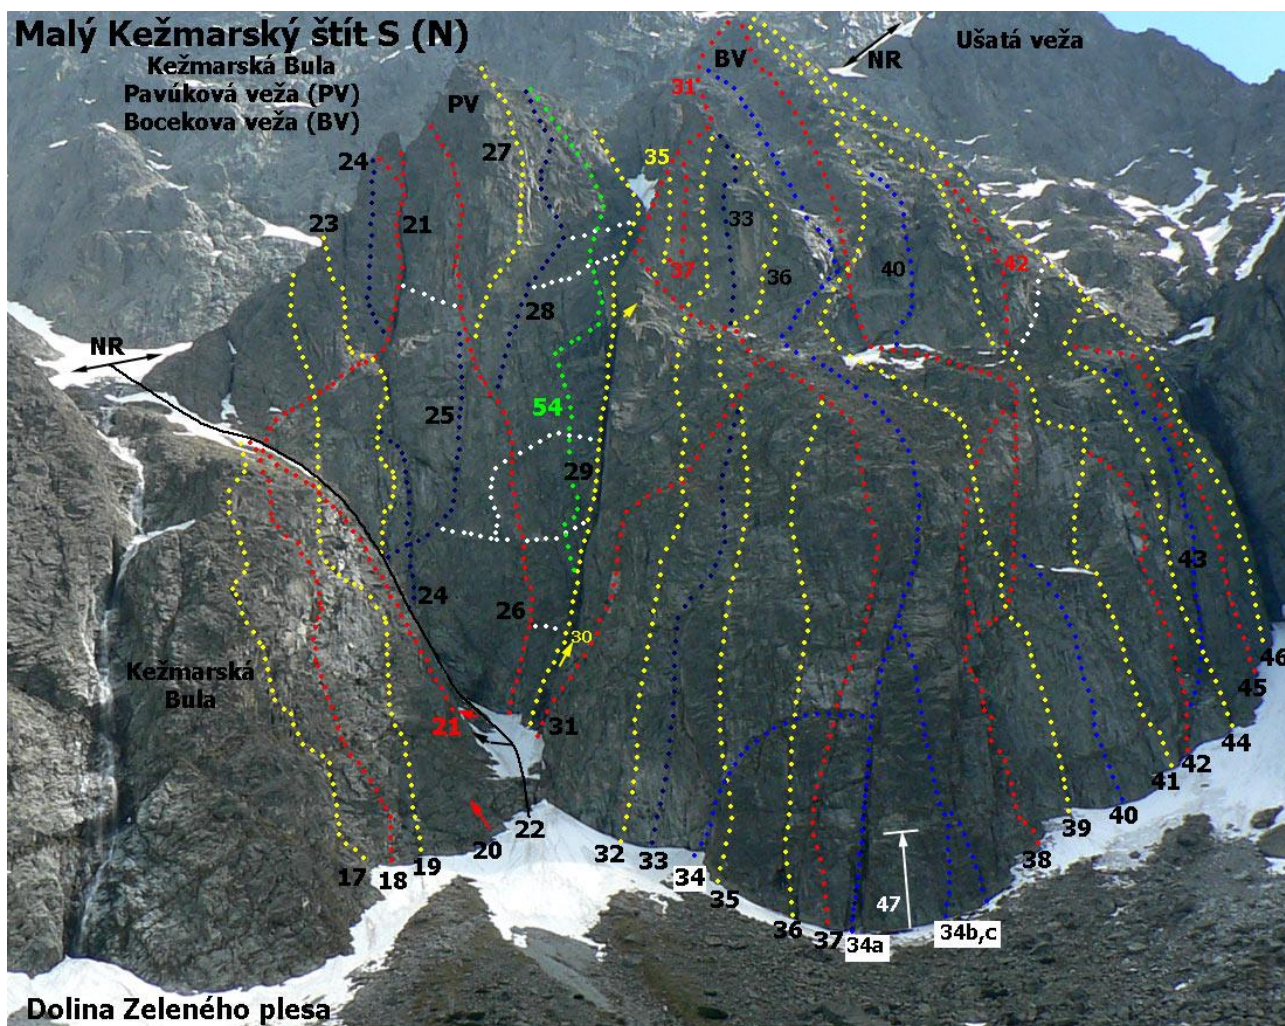 Malý Kežmarský štít S (N)
Kežmarská Bula
Pavúková veža (PV)
Bocekova veža (BV)
Ušatá veža
NR
BV
31
PV
27
35
24
23
21
33
37
36
40
42
28
NR
54
25
29
43
24
26
30
46
Kežmarská
Bula
45
21
31
44
42
41
40
39
22
20
32
33
38
19
17
18
34
35
47
36
37
34a
34b,c
Dolina Zeleného plesa